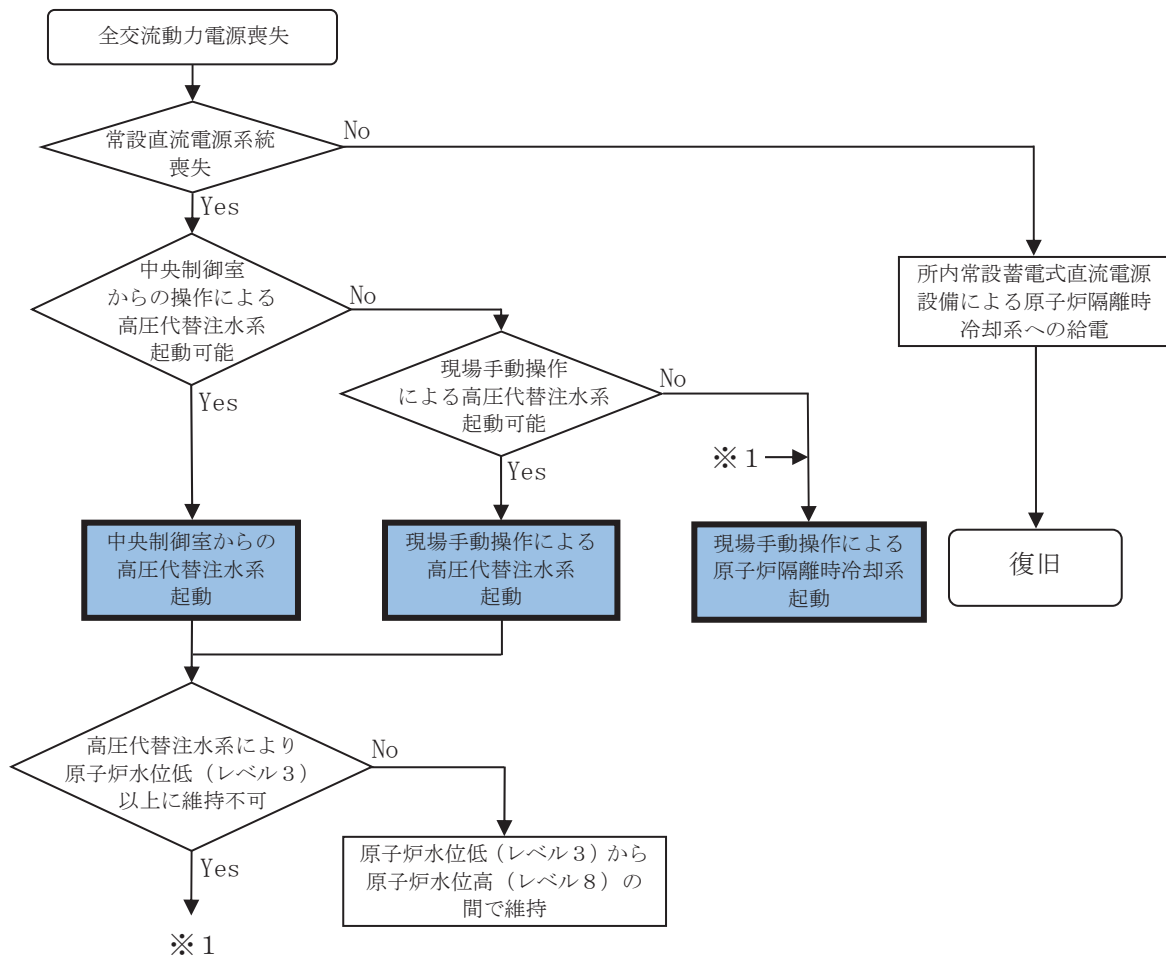 全交流動力電源喪失
常設直流電源系統
喪失
No
Yes
中央制御室
からの操作による
高圧代替注水系
起動可能
No
Yes
所内常設蓄電式直流電源
設備による原子炉隔離時
冷却系への給電
現場手動操作
による高圧代替注水系
起動可能
No
Yes
※1
中央制御室からの
高圧代替注水系
起動
現場手動操作による
高圧代替注水系
起動
現場手動操作による
原子炉隔離時冷却系
起動
復旧
高圧代替注水系により
原子炉水位低（レベル３）
以上に維持不可
No
Yes
原子炉水位低（レベル３）から
原子炉水位高（レベル８）の
間で維持
※1